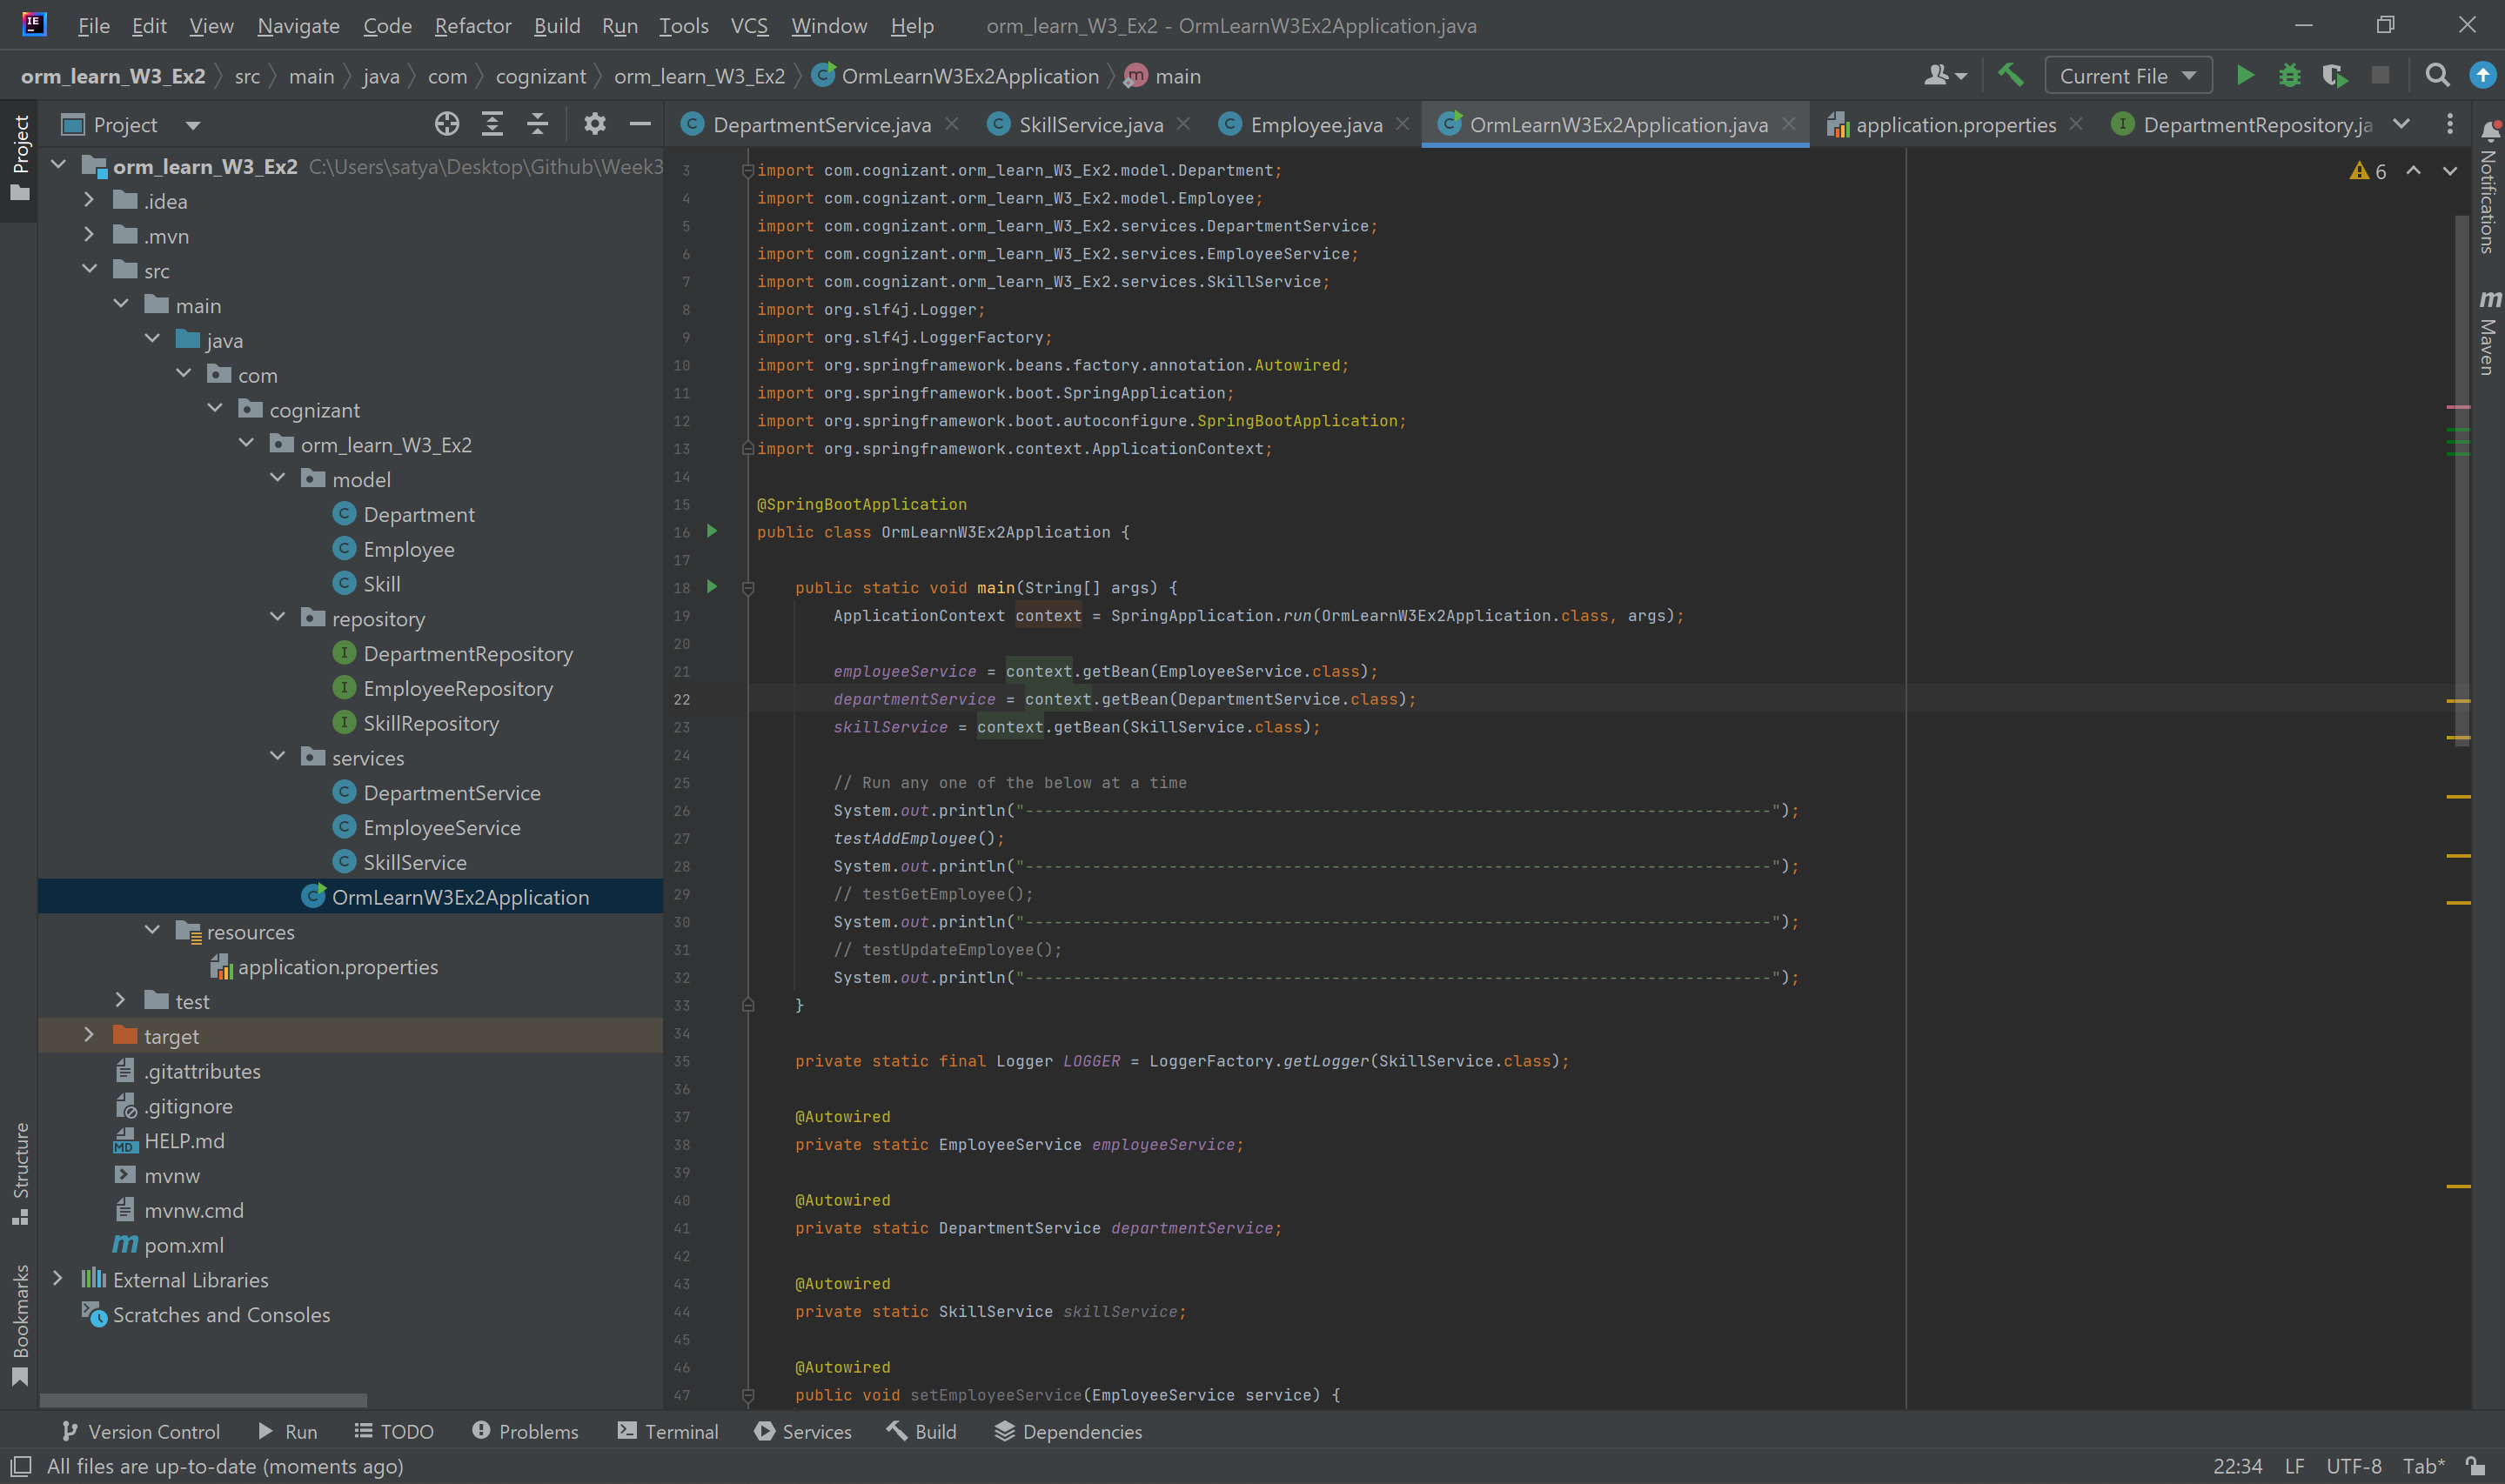 File Edit View Navigate Code Refactor Build Run Tools VCS Window Help orm_learn_W3_Ex2 - OrmLearnW3Ex2Application.java
orm_learn_W3_Ex2 src main java com cognizant orm_learn_W3_Ex2 OrmLearnW3Ex2Application main Current File
Project
DepartmentService.java SkillService.java Employee.java OrmLearnW3Ex2Application.java application.properties DepartmentRepository.ja
Project
Structure
Bookmarks
orm_learn_W3_Ex2 C:\Users\satya\Desktop\Github\Week3
.idea
.mvn
src
main
java
com
cognizant
orm_learn_W3_Ex2
model
Department
Employee
Skill
repository
DepartmentRepository
EmployeeRepository
SkillRepository
services
DepartmentService
EmployeeService
SkillService
OrmLearnW3Ex2Application
resources
application.properties
test
target
.gitattributes
.gitignore
HELP.md
mvnw
mvnw.cmd
pom.xml
External Libraries
Scratches and Consoles
3 import com.cognizant.orm_learn_W3_Ex2.model.Department;
4 import com.cognizant.orm_learn_W3_Ex2.model.Employee;
5 import com.cognizant.orm_learn_W3_Ex2.services.DepartmentService;
6 import com.cognizant.orm_learn_W3_Ex2.services.EmployeeService;
7 import com.cognizant.orm_learn_W3_Ex2.services.SkillService;
8 import org.slf4j.Logger;
9 import org.slf4j.LoggerFactory;
10 import org.springframework.beans.factory.annotation.Autowired;
11 import org.springframework.boot.SpringApplication;
12 import org.springframework.boot.autoconfigure.SpringBootApplication;
13 import org.springframework.context.ApplicationContext;
14
15 @SpringBootApplication
16 public class OrmLearnW3Ex2Application {
17
18 public static void main(String[] args) {
19 ApplicationContext context = SpringApplication.run(OrmLearnW3Ex2Application.class, args);
20
21 employeeService = context.getBean(EmployeeService.class);
22 departmentService = context.getBean(DepartmentService.class);
23 skillService = context.getBean(SkillService.class);
24
25 // Run any one of the below at a time
26 System.out.println("------------------------------------------------------------------------------");
27 testAddEmployee();
28 System.out.println("------------------------------------------------------------------------------");
29 // testGetEmployee();
30 System.out.println("------------------------------------------------------------------------------");
31 // testUpdateEmployee();
32 System.out.println("------------------------------------------------------------------------------");
33 }
34
35 private static final Logger LOGGER = LoggerFactory.getLogger(SkillService.class);
36
37 @Autowired
38 private static EmployeeService employeeService;
39
40 @Autowired
41 private static DepartmentService departmentService;
42
43 @Autowired
44 private static SkillService skillService;
45
46 @Autowired
47 public void setEmployeeService(EmployeeService service) {
6
Notifications
m Maven
Version Control Run TODO Problems Terminal Services Build Dependencies
All files are up-to-date (moments ago) 22:34 LF UTF-8 Tab*